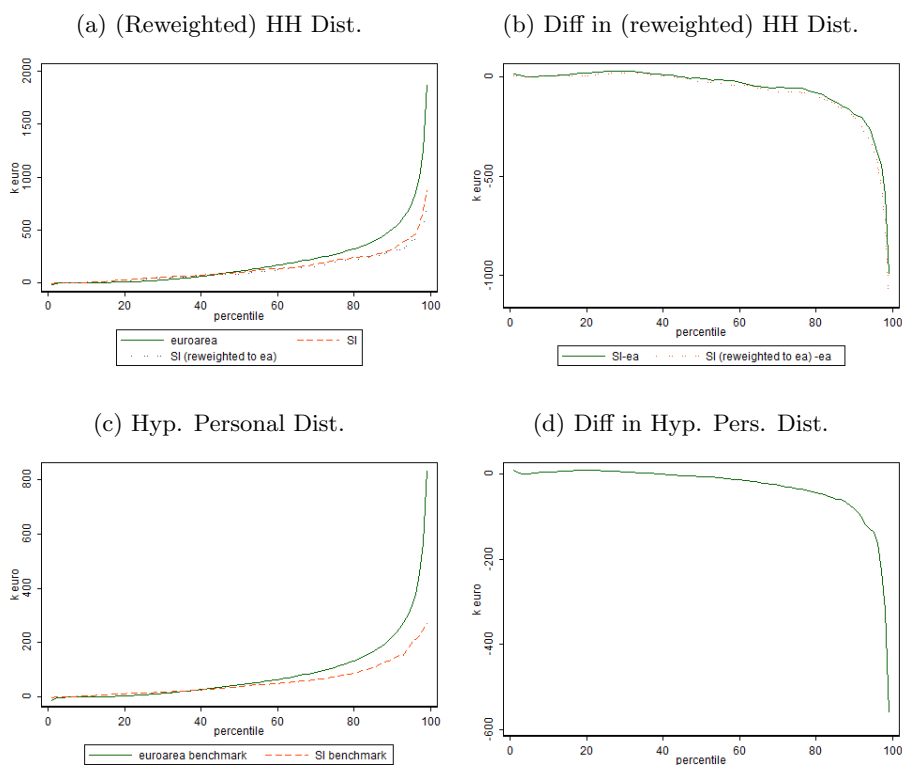 (a) (Reweighted) HH Dist.
k euro
2000
1500
1000
500
0
0 20 40 60 80 100
percentile
euroarea SI
SI (reweighted to ea)
(b) Diff in (reweighted) HH Dist.
k euro
0
-500
-1000
0 20 40 60 80 100
percentile
SI-ea SI (reweighted to ea) -ea
(c) Hyp. Personal Dist.
k euro
800
600
400
200
0
0 20 40 60 80 100
percentile
euroarea benchmark SI benchmark
(d) Diff in Hyp. Pers. Dist.
k euro
0
-200
-400
-600
0 20 40 60 80 100
percentile